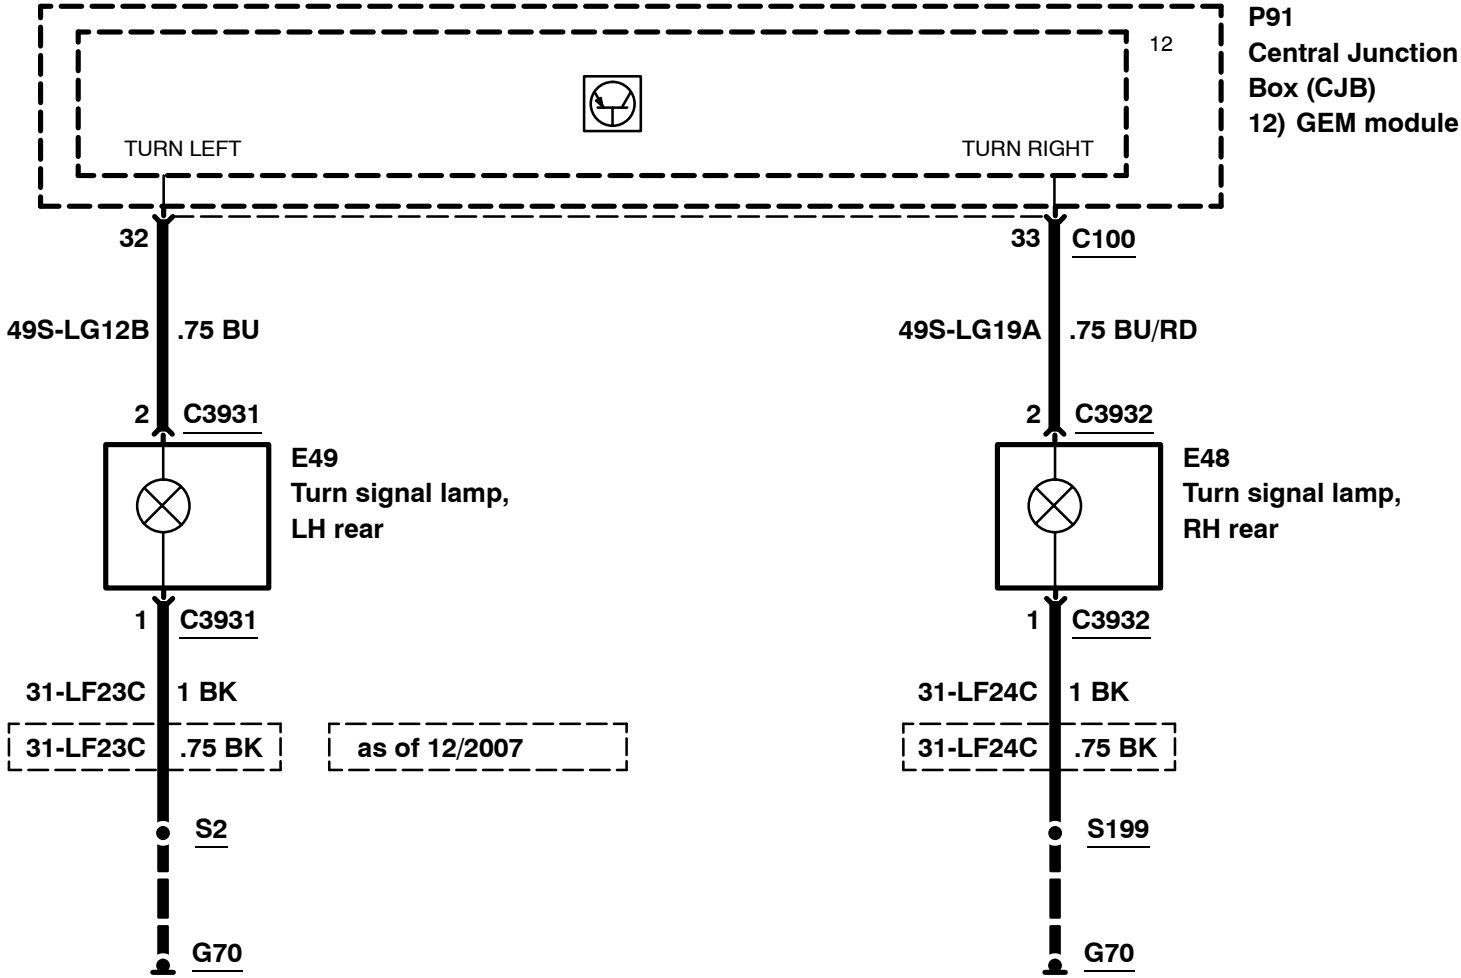 P91
Central Junction
Box (CJB)
12) GEM module
12
TURN LEFT
TURN RIGHT
32
33 C100
49S-LG12B .75 BU
49S-LG19A .75 BU/RD
2 C3931
2 C3932
E49
Turn signal lamp,
LH rear
E48
Turn signal lamp,
RH rear
1 C3931
1 C3932
31-LF23C 1 BK
31-LF24C 1 BK
31-LF23C .75 BK
as of 12/2007
31-LF24C .75 BK
S2
S199
G70
G70